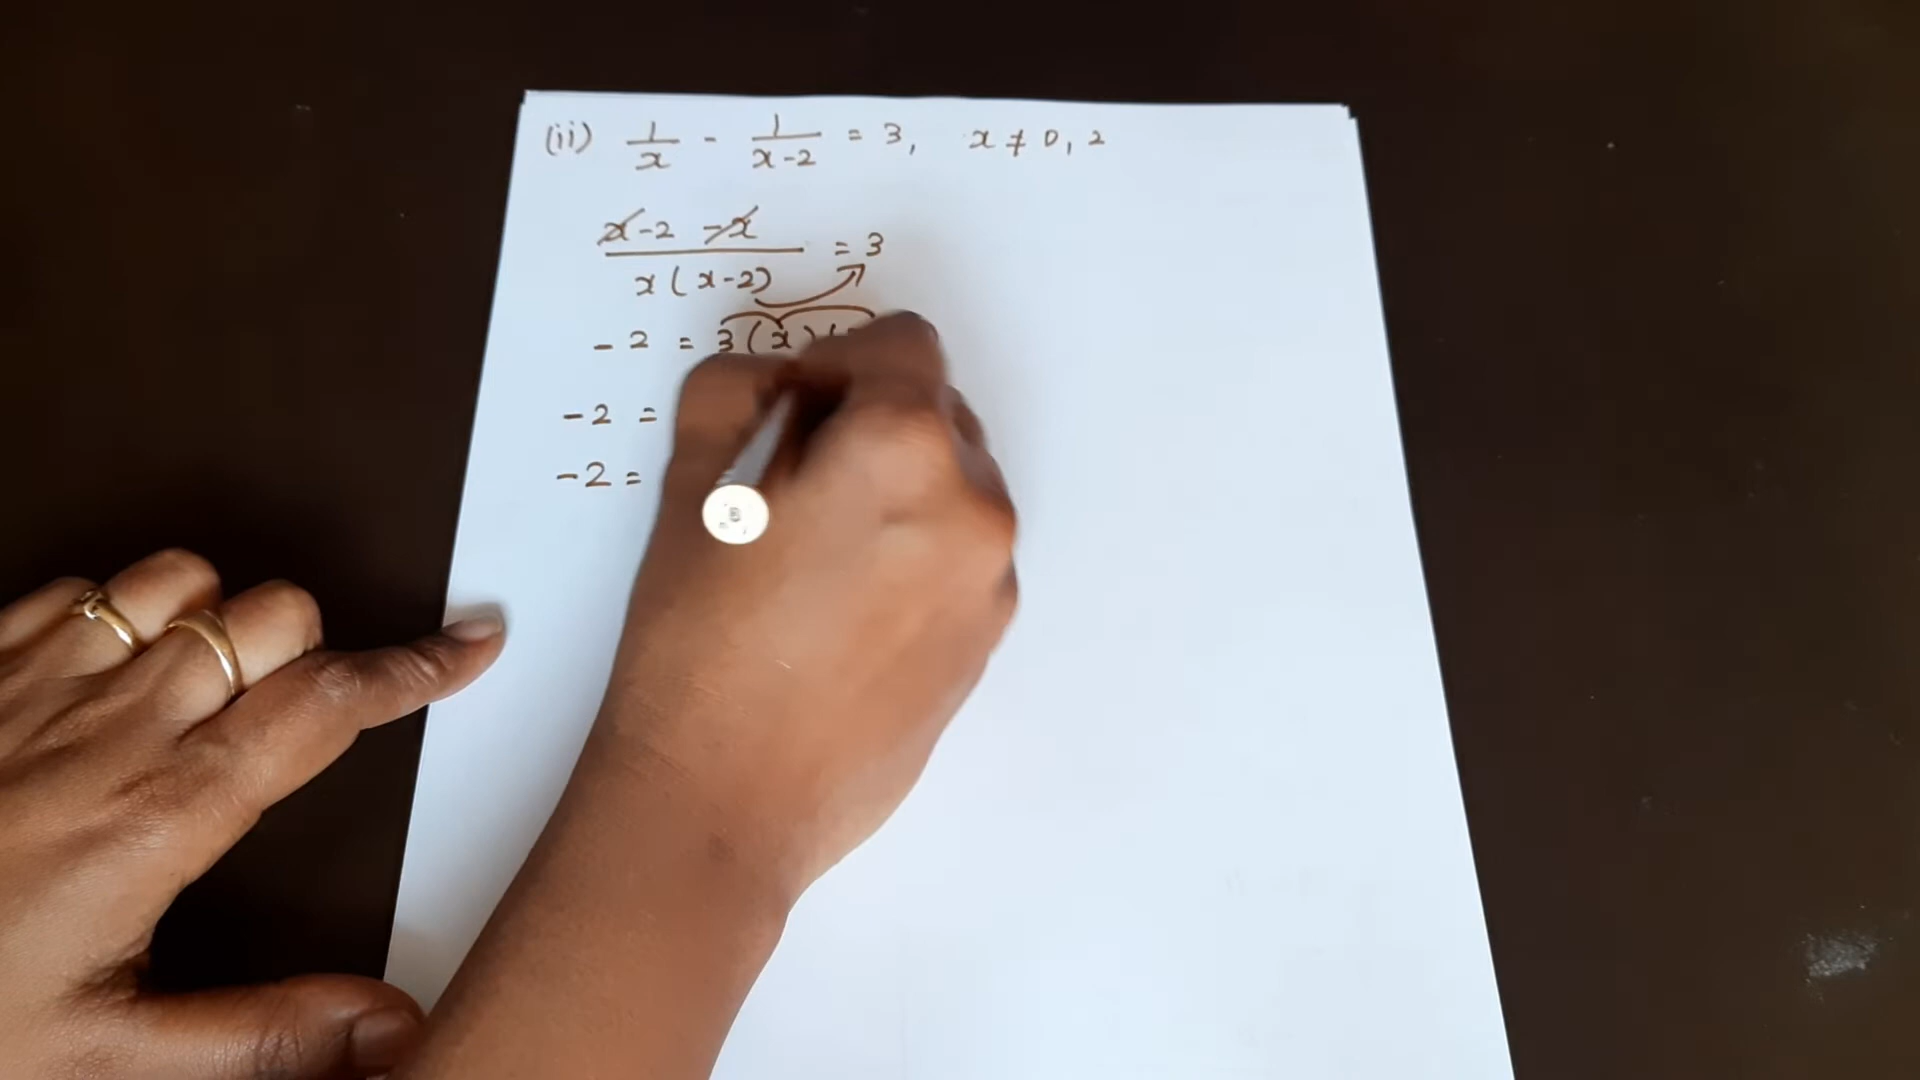 (ii) 1/x - 1/(x-2) = 3, x ≠ 0, 2
x-2 -x / x(x-2) = 3
-2 = 3(x)(
-2 =
-2 =